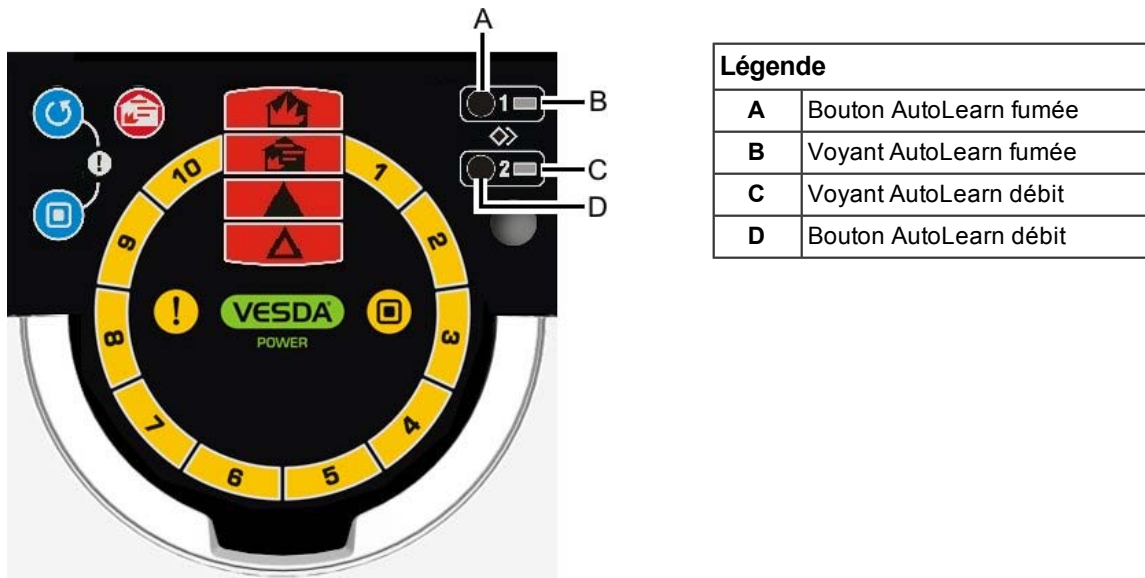 A
1
B
2
C
D
10
1
9
2
!
!
VESDA
8
3
POWER
7
4
6
5
Légende
A Bouton AutoLearn fumée
B Voyant AutoLearn fumée
C Voyant AutoLearn débit
D Bouton AutoLearn débit